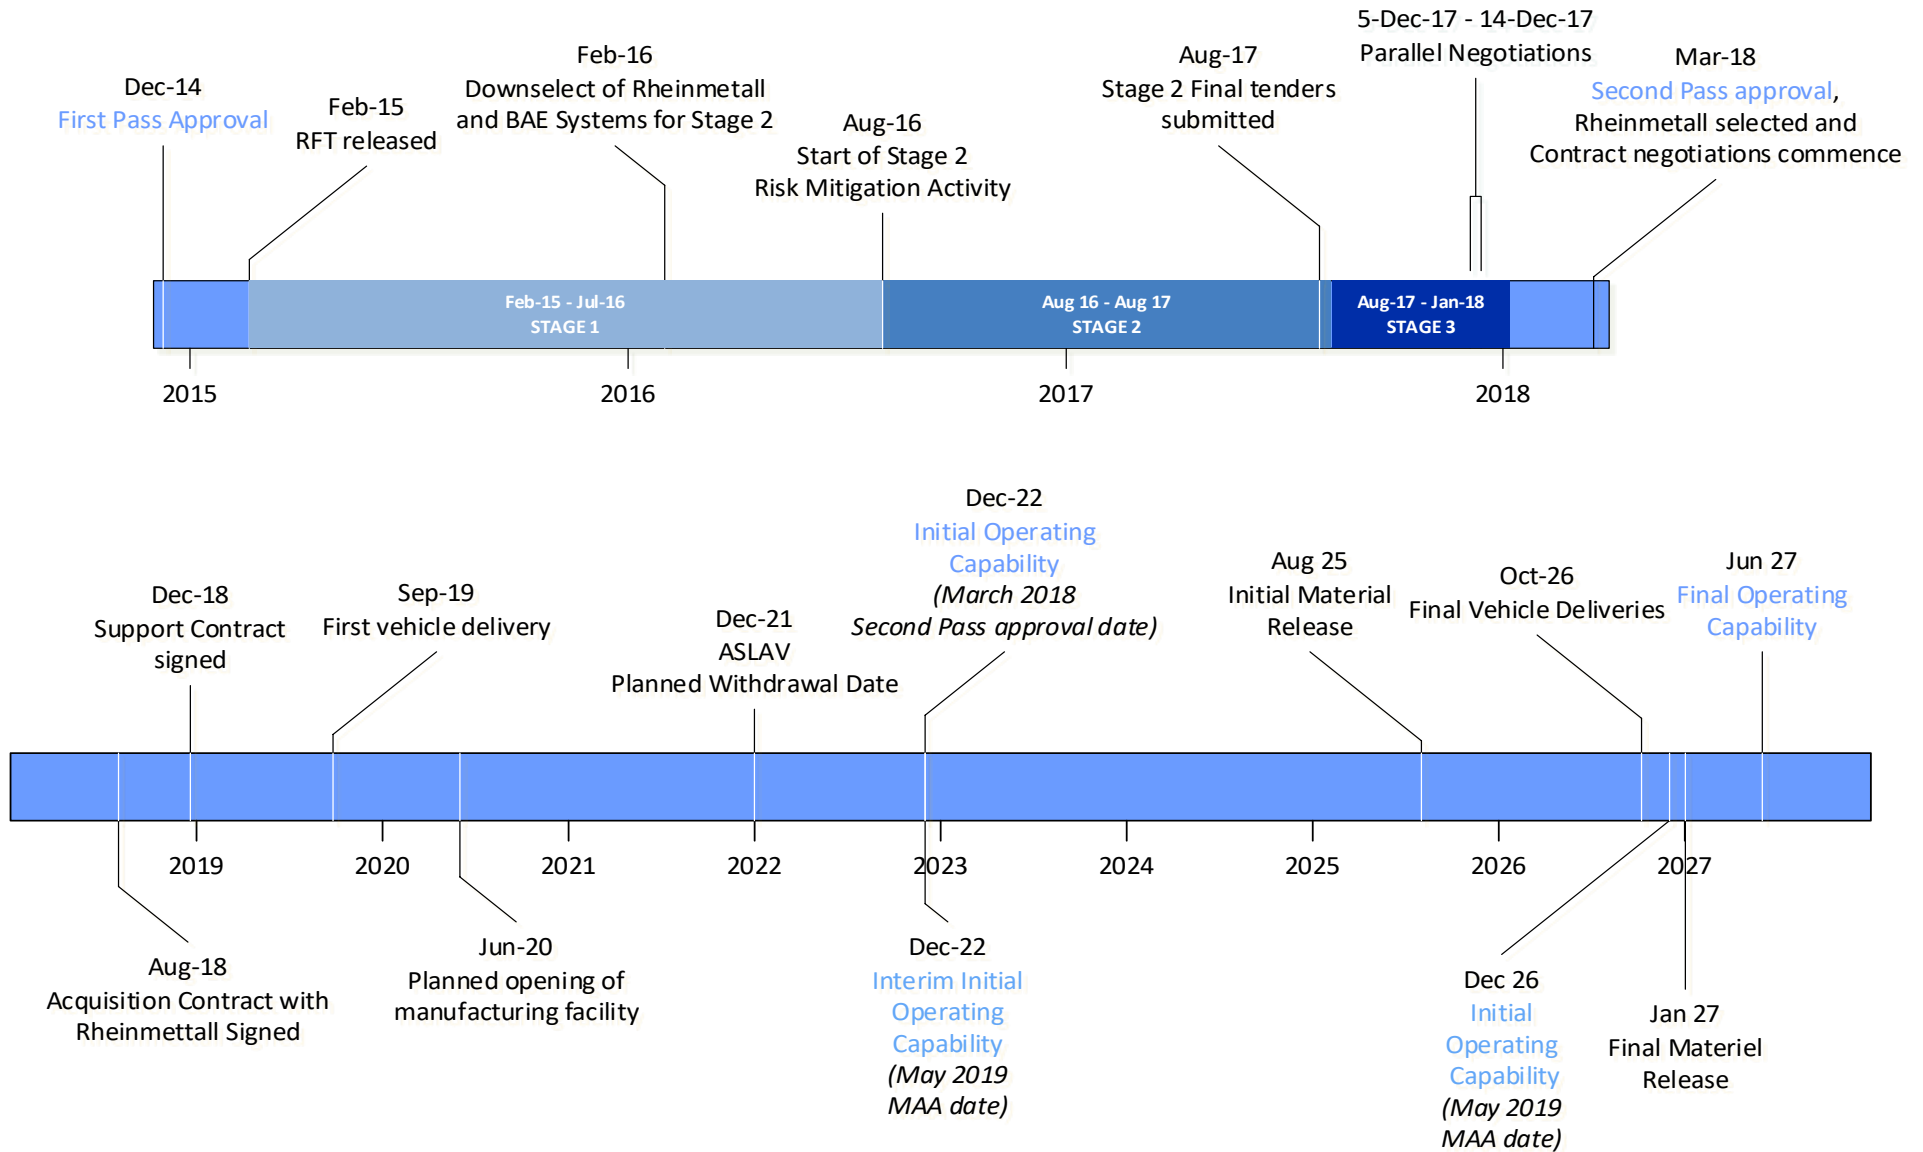 5-Dec-17 - 14-Dec-17
Parallel Negotiations
Feb-16
Downselect of Rheinmetall
and BAE Systems for Stage 2
Aug-17
Stage 2 Final tenders
submitted
Mar-18
Second Pass approval,
Rheinmetall selected and
Contract negotiations commence
Dec-14
First Pass Approval
Feb-15
RFT released
Aug-16
Start of Stage 2
Risk Mitigation Activity
Feb-15 - Jul-16
STAGE 1
Aug 16 - Aug 17
STAGE 2
Aug-17 - Jan-18
STAGE 3
2015
2016
2017
2018
Dec-18
Support Contract
signed
Sep-19
First vehicle delivery
Dec-21
ASLAV
Planned Withdrawal Date
Dec-22
Initial Operating
Capability
(March 2018
Second Pass approval date)
Aug 25
Initial Material
Release
Oct-26
Final Vehicle Deliveries
Jun 27
Final Operating
Capability
2019
2020
2021
2022
2023
2024
2025
2026
2027
Aug-18
Acquisition Contract with
Rheinmettall Signed
Jun-20
Planned opening of
manufacturing facility
Dec-22
Interim Initial
Operating
Capability
(May 2019
MAA date)
Dec 26
Initial
Operating
Capability
(May 2019
MAA date)
Jan 27
Final Materiel
Release